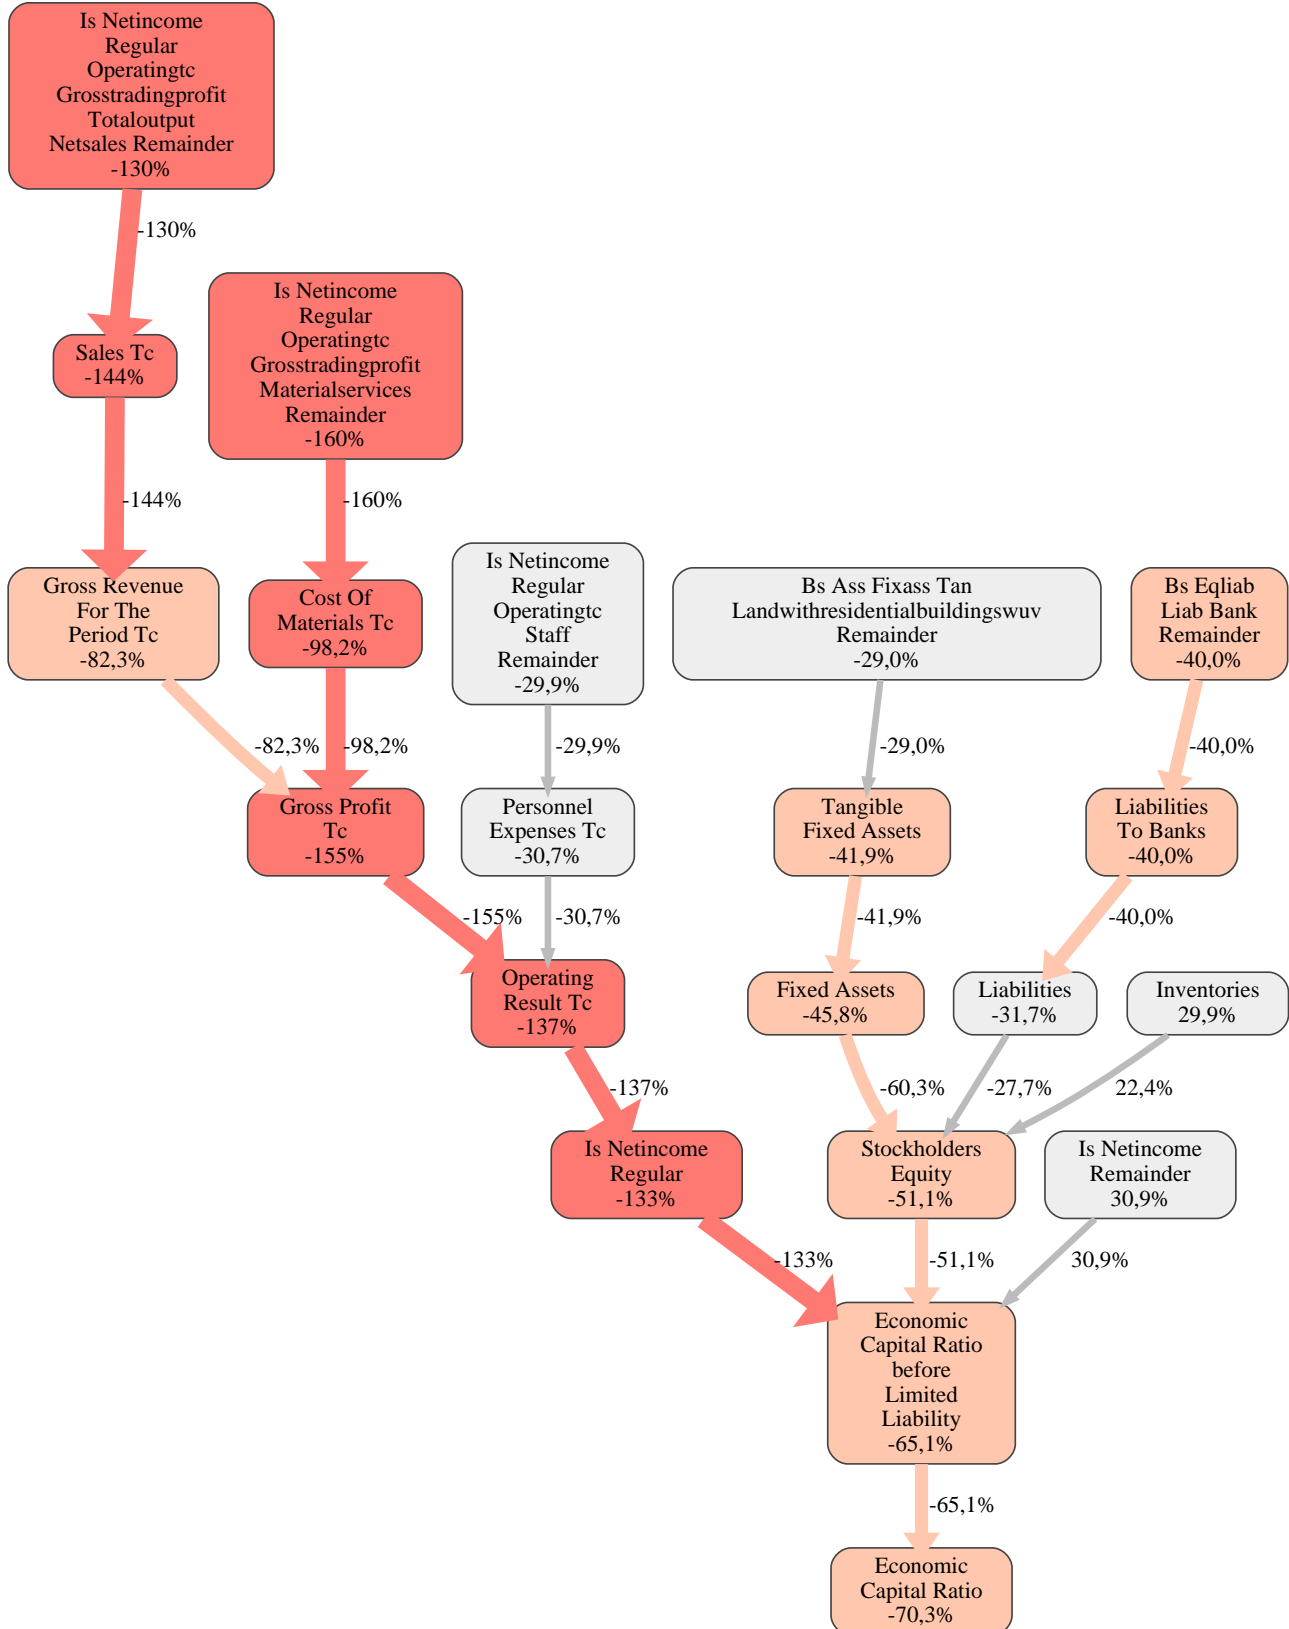 Is Netincome
Regular
Operatingtc
Grosstradingprofit
Totaloutput
Netsales Remainder
-130%
-130%
Is Netincome
Regular
Operatingtc
Grosstradingprofit
Materialservices
Remainder
-160%
Sales Tc
-144%
-144%
-160%
Is Netincome
Regular
Operatingtc
Staff
Remainder
-29,9%
Gross Revenue
For The
Period Tc
-82,3%
Cost Of
Materials Tc
-98,2%
Bs Ass Fixass Tan
Landwithresidentialbuildingswuv
Remainder
-29,0%
Bs Eqliab
Liab Bank
Remainder
-40,0%
-82,3%
-98,2%
-29,9%
-29,0%
-40,0%
Gross Profit
Tc
-155%
Personnel
Expenses Tc
-30,7%
Tangible
Fixed Assets
-41,9%
Liabilities
To Banks
-40,0%
-155%
-30,7%
-41,9%
-40,0%
Operating
Result Tc
-137%
Fixed Assets
-45,8%
Liabilities
-31,7%
Inventories
29,9%
-137%
-60,3%
-27,7%
22,4%
Is Netincome
Regular
-133%
Stockholders
Equity
-51,1%
Is Netincome
Remainder
30,9%
-133%
-51,1%
30,9%
Economic
Capital Ratio
before
Limited
Liability
-65,1%
-65,1%
Economic
Capital Ratio
-70,3%